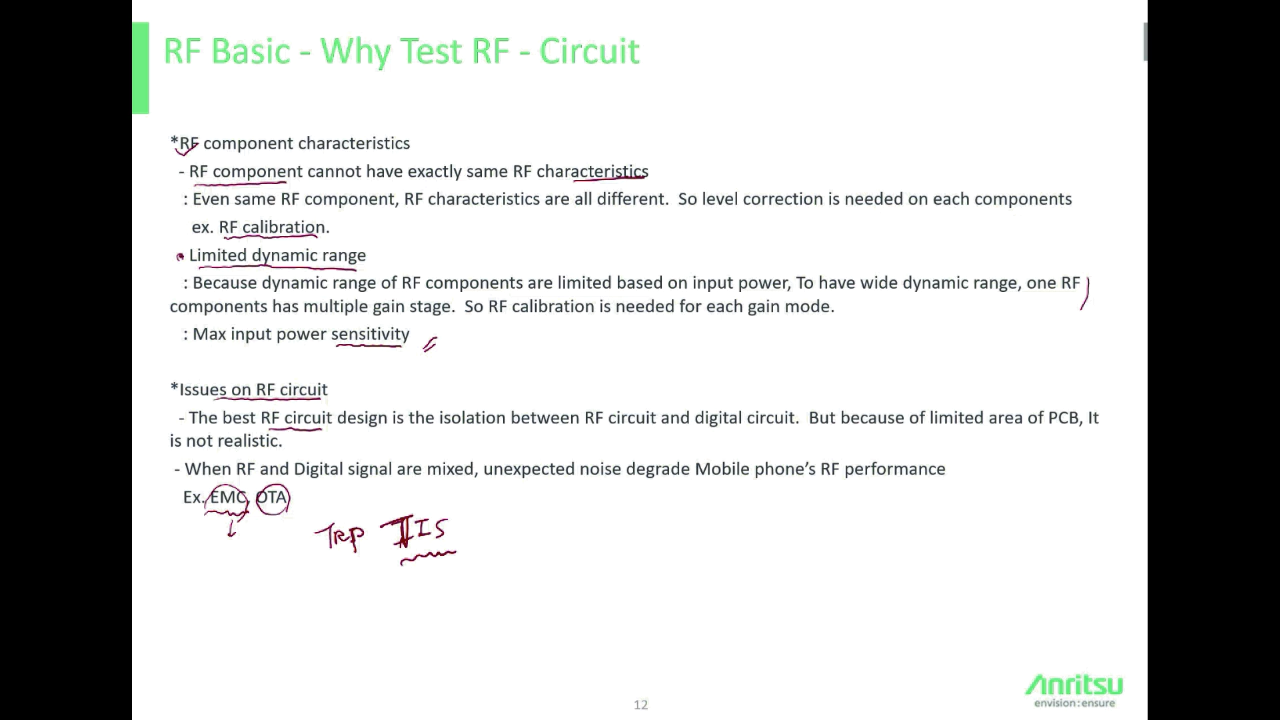 RF Basic - Why Test RF - Circuit
*RF component characteristics
- RF component cannot have exactly same RF characteristics
: Even same RF component, RF characteristics are all different.  So level correction is needed on each components
ex. RF calibration.
Limited dynamic range
: Because dynamic range of RF components are limited based on input power, To have wide dynamic range, one RF
components has multiple gain stage.  So RF calibration is needed for each gain mode.
: Max input power sensitivity
*Issues on RF circuit
- The best RF circuit design is the isolation between RF circuit and digital circuit.  But because of limited area of PCB, It
is not realistic.
- When RF and Digital signal are mixed, unexpected noise degrade Mobile phone's RF performance
Ex. EMC, OTA
TRP TIS
12
Anritsu
envision:ensure